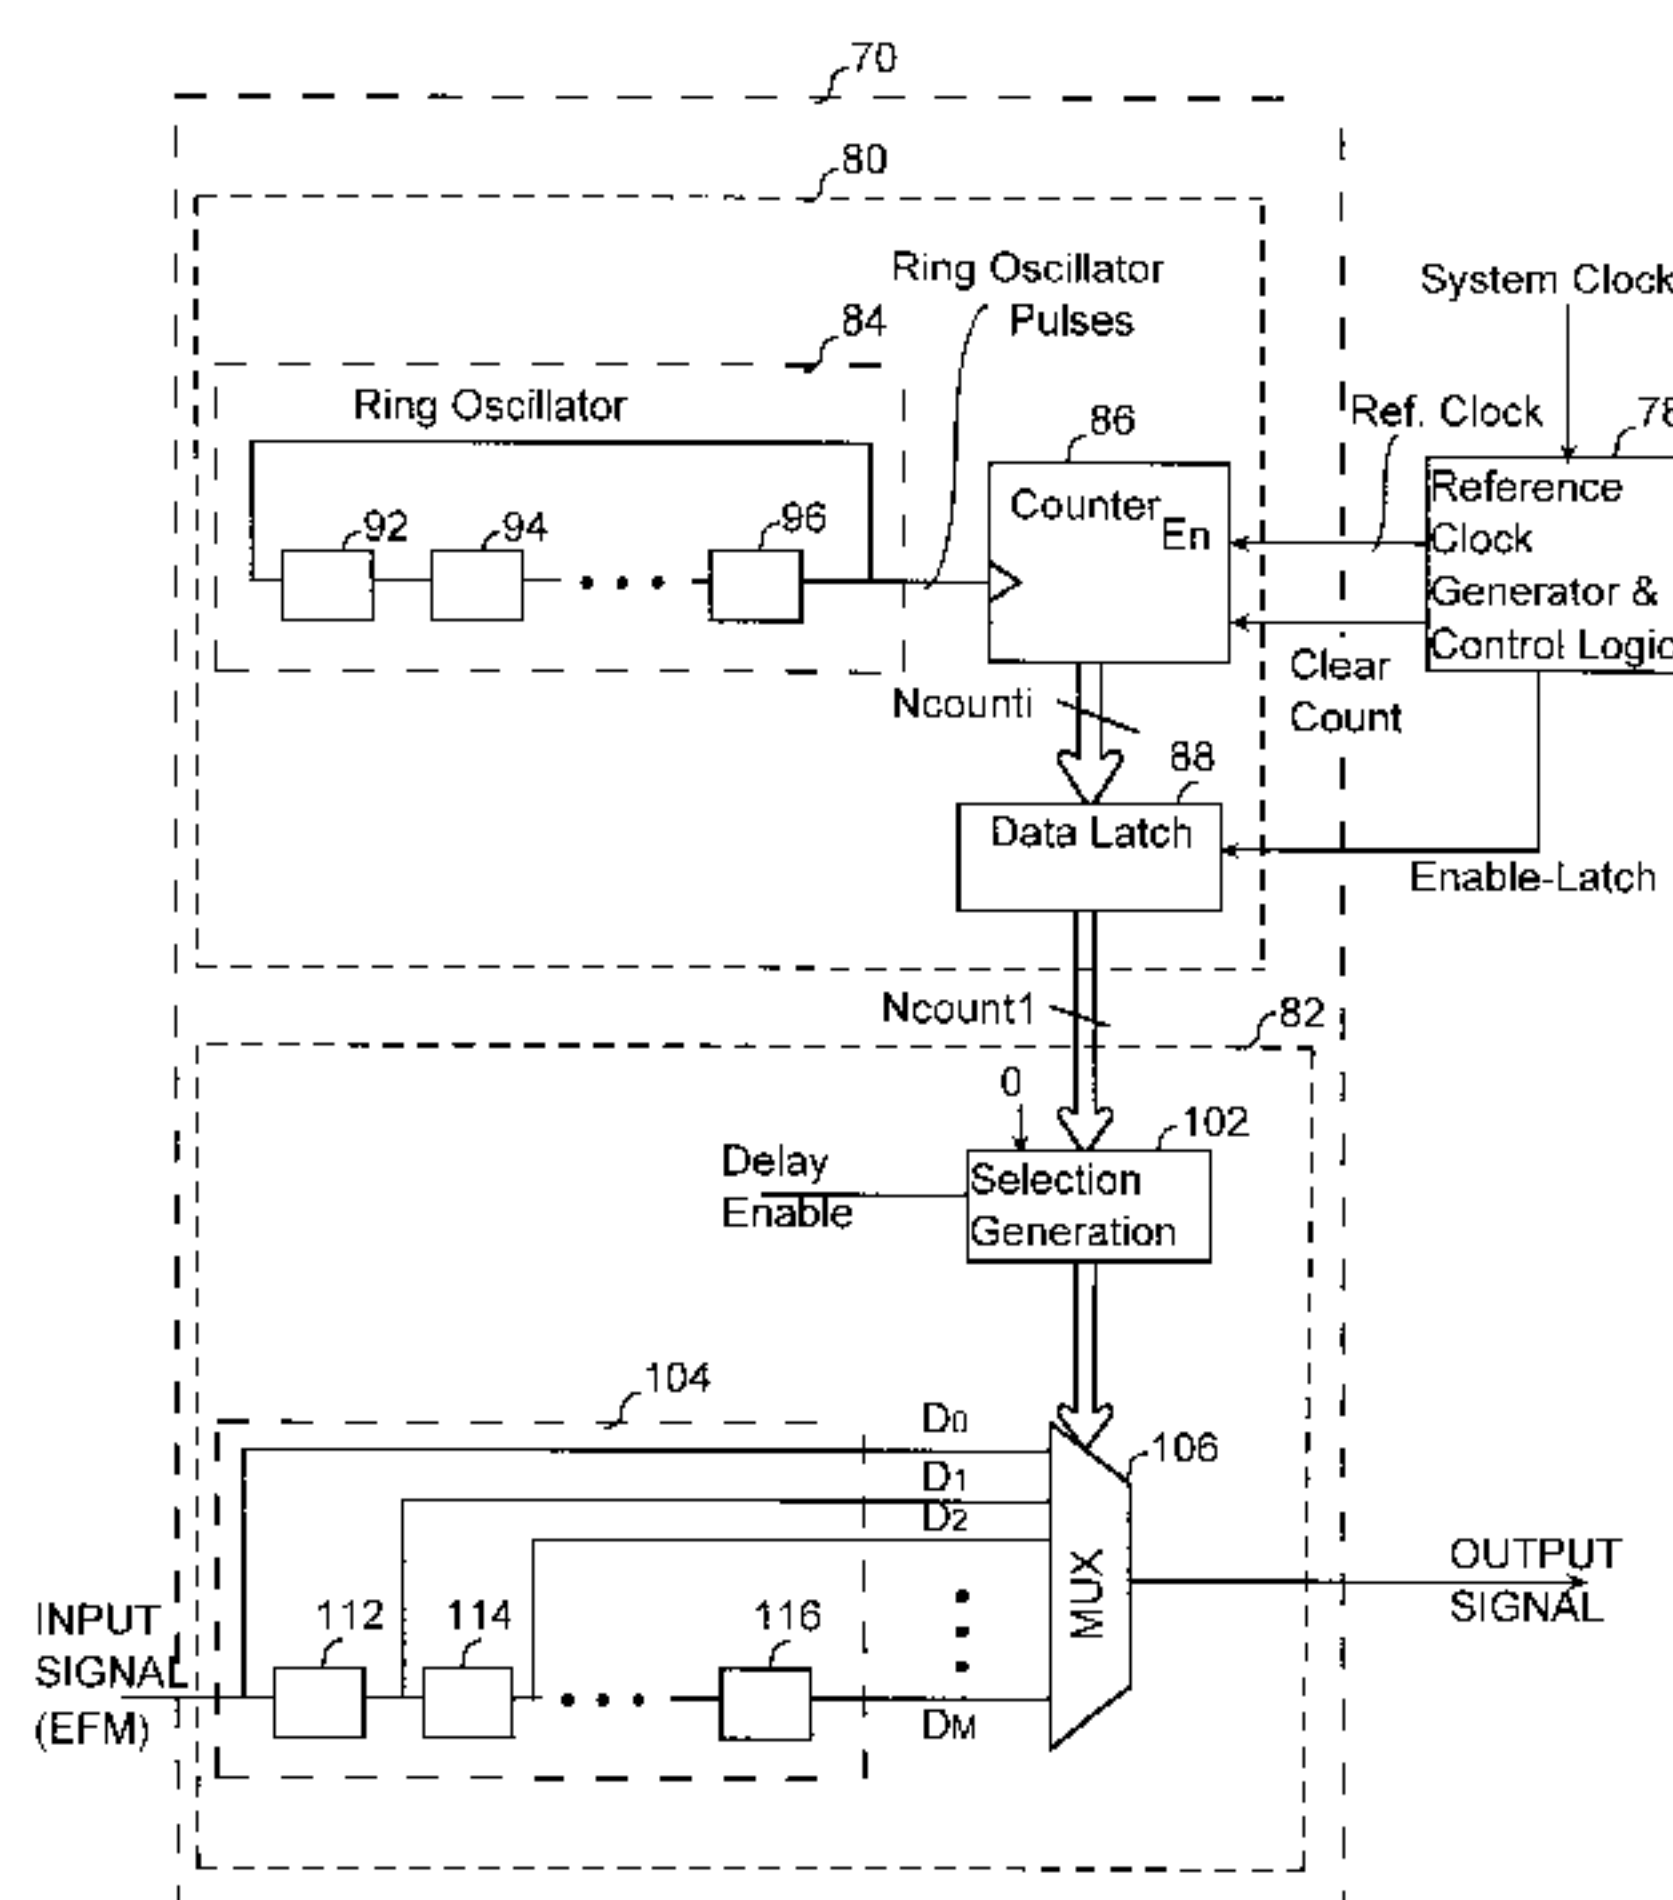 70
80
Ring Oscillator
Pulses
System Clock
84
Ring Oscillator
Ref. Clock
78
86
92
94
96
Counter
En
Reference
Clock
Generator &
Control Logic
Clear
Count
Ncounti
88
Data Latch
Enable-Latch
Ncount1
82
0
102
Delay
Enable
Selection
Generation
104
D0
106
D1
D2
MUX
OUTPUT
SIGNAL
INPUT
SIGNAL
(EFM)
112
114
116
DM